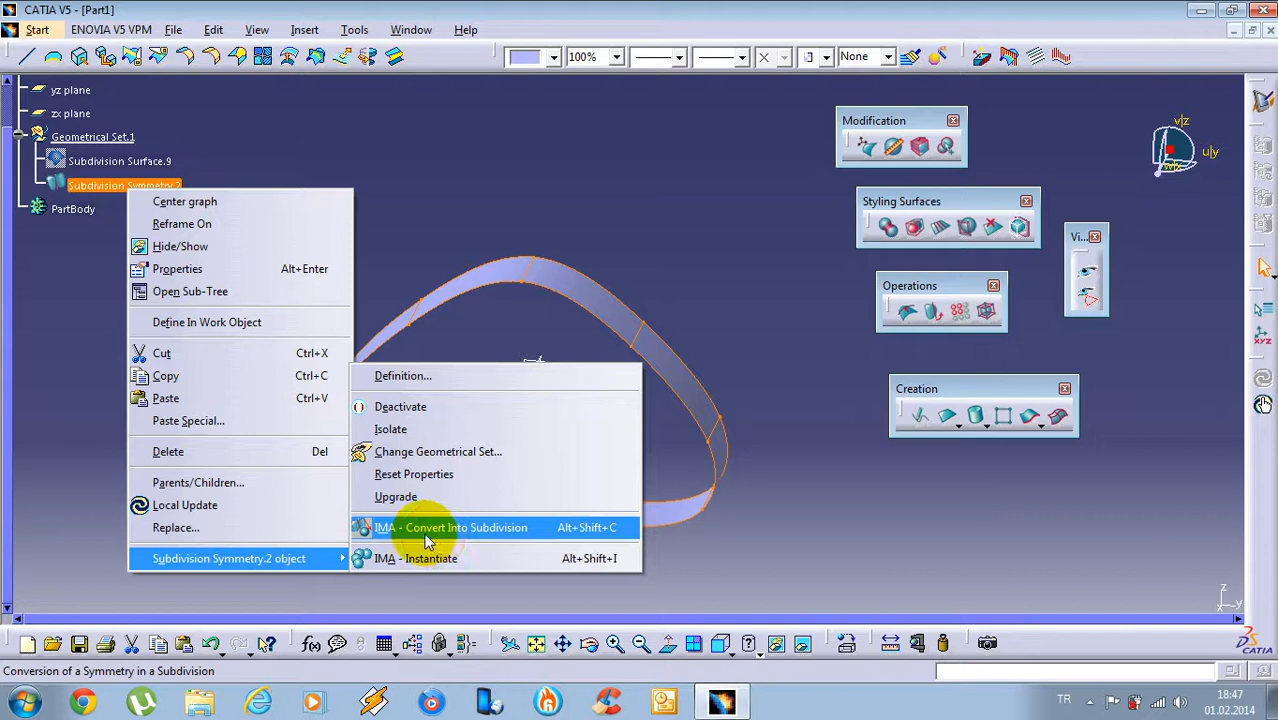 CATIA V5 - [Part1]
Start ENOVIA V5 VPM File Edit View Insert Tools Window Help
100% None
yz plane
zx plane
Geometrical Set.1
Subdivision Surface.9
Subdivision Symmetry.2
PartBody
Center graph
Reframe On
Hide/Show
Properties Alt+Enter
Open Sub-Tree
Define In Work Object
Cut Ctrl+X
Copy Ctrl+C
Paste Ctrl+V
Paste Special...
Delete Del
Parents/Children...
Local Update
Replace...
Subdivision Symmetry.2 object
Definition...
Deactivate
Isolate
Change Geometrical Set...
Reset Properties
Upgrade
IMA - Convert Into Subdivision Alt+Shift+C
IMA - Instantiate Alt+Shift+I
Modification
Styling Surfaces
Vi...
Operations
Creation
v|z
u|y
z
y
f(x)
CATIA
Conversion of a Symmetry in a Subdivision
TR
18:47
01.02.2014